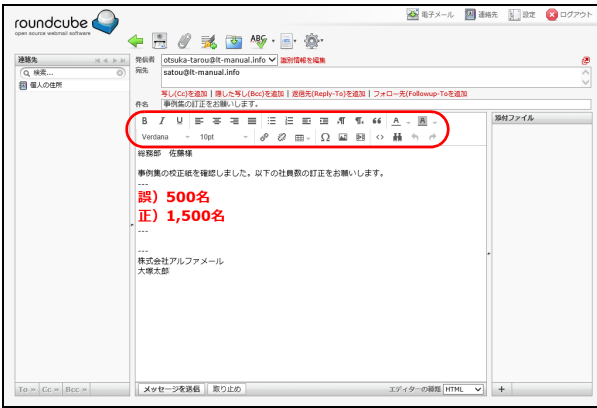 roundcube
open source webmail software
電子メール 連絡先 設定 ログアウト
連絡先
検索...
個人の住所
発信者 otsuka-tarou@lt-manual.info 識別情報を編集
宛先 satou@lt-manual.info
写し(Cc)を追加 | 隠した写し(Bcc)を追加 | 返信先(Reply-To)を追加 | フォロー先(Followup-Toを追加
件名 事例集の訂正をお願いします。
B I U
Verdana 10pt
添付ファイル
総務部 佐藤様
事例集の校正紙を確認しました。以下の社員数の訂正をお願いします。
---
誤）500名
正）1,500名
---
---
株式会社アルファメール
大塚太郎
To » Cc » Bcc »
メッセージを送信 取り止め
エディターの種類 HTML
+